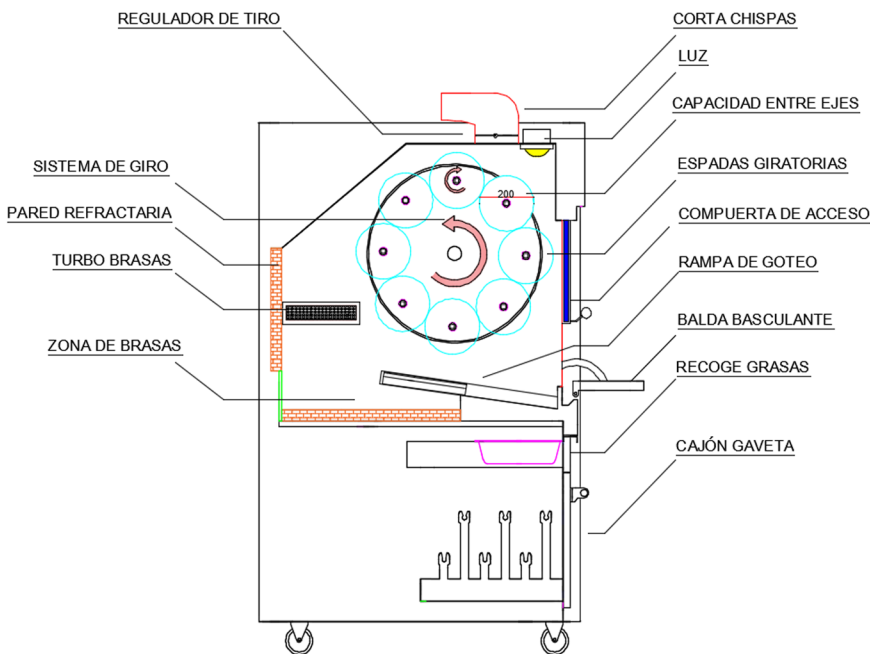 REGULADOR DE TIRO
CORTA CHISPAS
LUZ
CAPACIDAD ENTRE EJES
SISTEMA DE GIRO
ESPADAS GIRATORIAS
200
PARED REFRACTARIA
COMPUERTA DE ACCESO
TURBO BRASAS
RAMPA DE GOTEO
BALDA BASCULANTE
ZONA DE BRASAS
RECOGE GRASAS
CAJÓN GAVETA